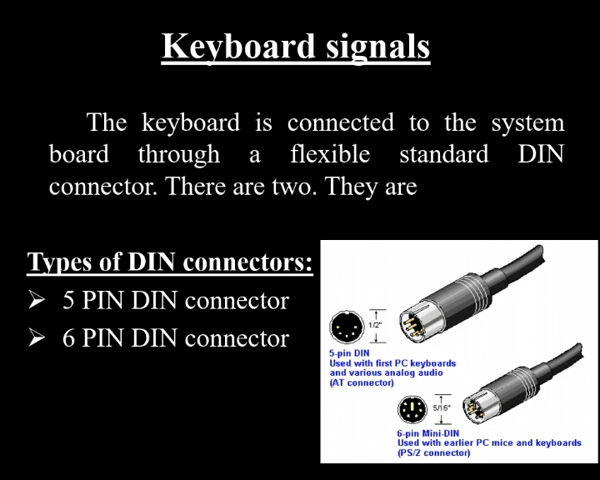 Keyboard signals
The keyboard is connected to the system
board through a flexible standard DIN
connector. There are two. They are
Types of DIN connectors:
➢ 5 PIN DIN connector
➢ 6 PIN DIN connector
1/2"
5-pin DIN
Used with first PC keyboards
and various analog audio
(AT connector)
5/16"
6-pin Mini-DIN
Used with earlier PC mice and keyboards
(PS/2 connector)